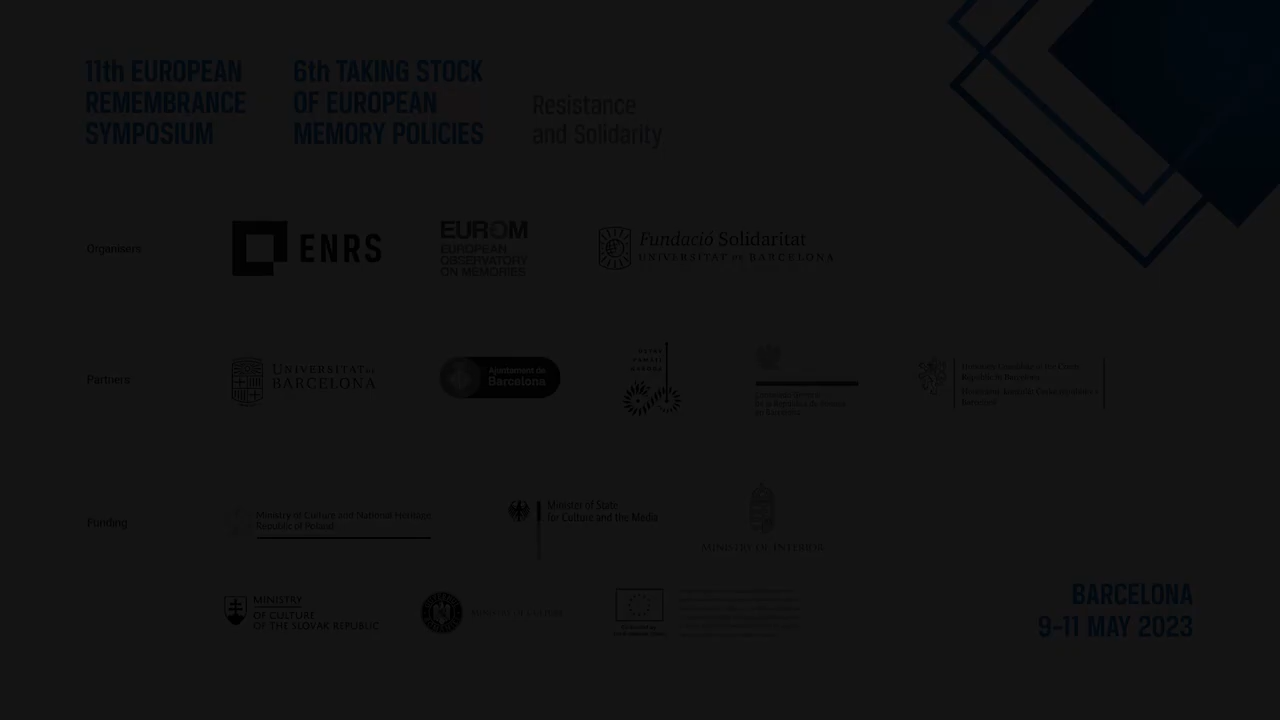 11th EUROPEAN
REMEMBRANCE
SYMPOSIUM
6th TAKING STOCK
OF EUROPEAN
MEMORY POLICIES
Resistance
and Solidarity
Organisers
ENRS
EUROM
EUROPEAN
OBSERVATORY
ON MEMORIES
Fundació Solidaritat
UNIVERSITAT DE BARCELONA
Partners
UNIVERSITAT DE
BARCELONA
Ajuntament de
Barcelona
Funding
Ministry of Culture and National Heritage
Republic of Poland
Minister of State
for Culture and the Media
MINISTRY OF INTERIOR
MINISTRY
OF CULTURE
OF THE SLOVAK REPUBLIC
BARCELONA
9-11 MAY 2023